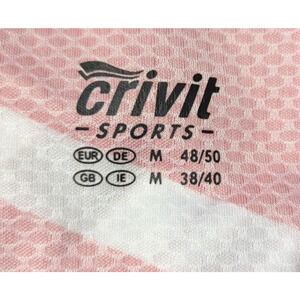 crivit
- SPORTS -
EUR DE M 48/50
GB IE M 38/40